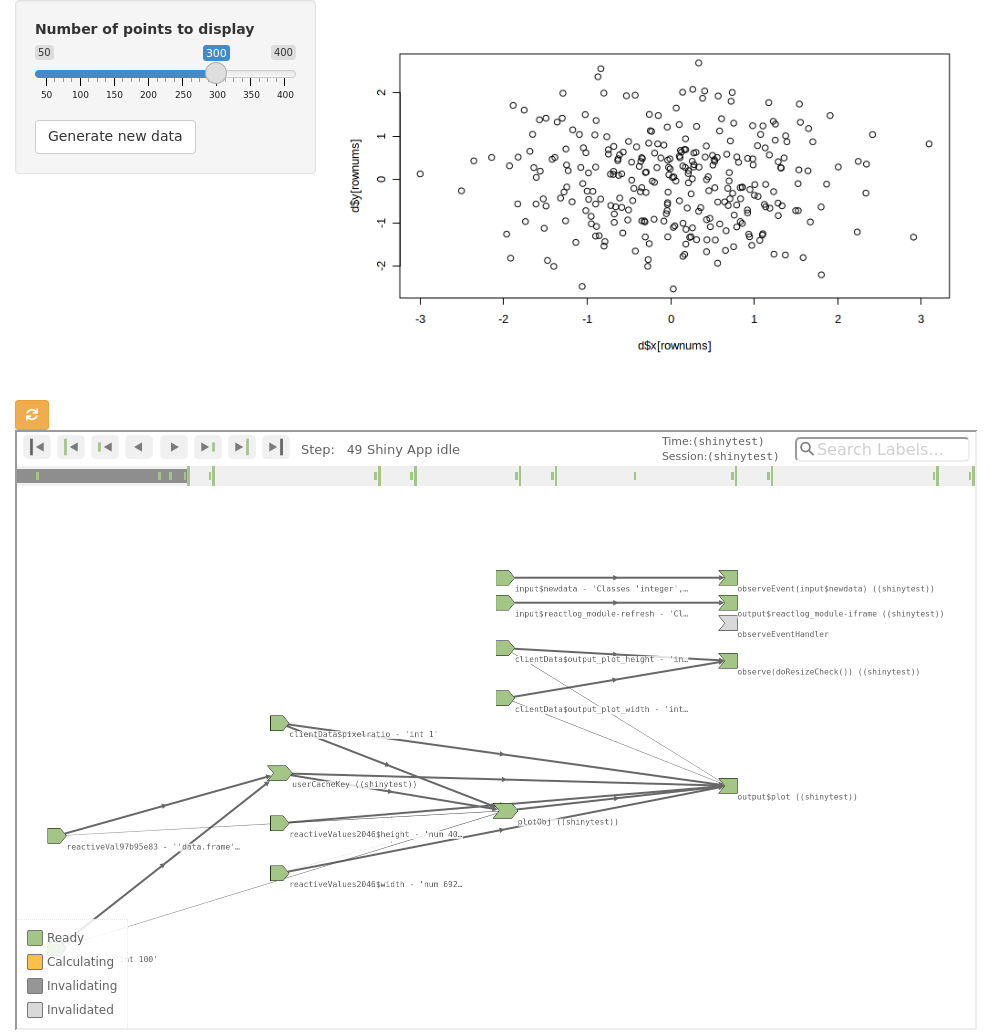 Number of points to display
50 300 400
50 100 150 200 250 300 350 400
Generate new data
d$y[rownums]
2
1
0
-1
-2
-3 -2 -1 0 1 2 3
d$x[rownums]
Step: 49 Shiny App idle
Time:(shinytest)
Session:(shinytest)
Search Labels...
input$newdata - 'Classes 'integer',…
observeEvent(input$newdata) ((shinytest))
input$reactlog_module-refresh - 'Cl…
output$reactlog_module-iframe ((shinytest))
observeEventHandler
clientData$output_plot_height - 'in…
observe(doResizeCheck()) ((shinytest))
clientData$output_plot_width - 'int…
clientData$pixelratio - 'int 1'
userCacheKey ((shinytest))
output$plot ((shinytest))
plotObj ((shinytest))
reactiveValues2046$height - 'num 40…
reactiveVal97b95e83 - ''data.frame'…
reactiveValues2046$width - 'num 692…
'int 100'
Ready
Calculating
Invalidating
Invalidated